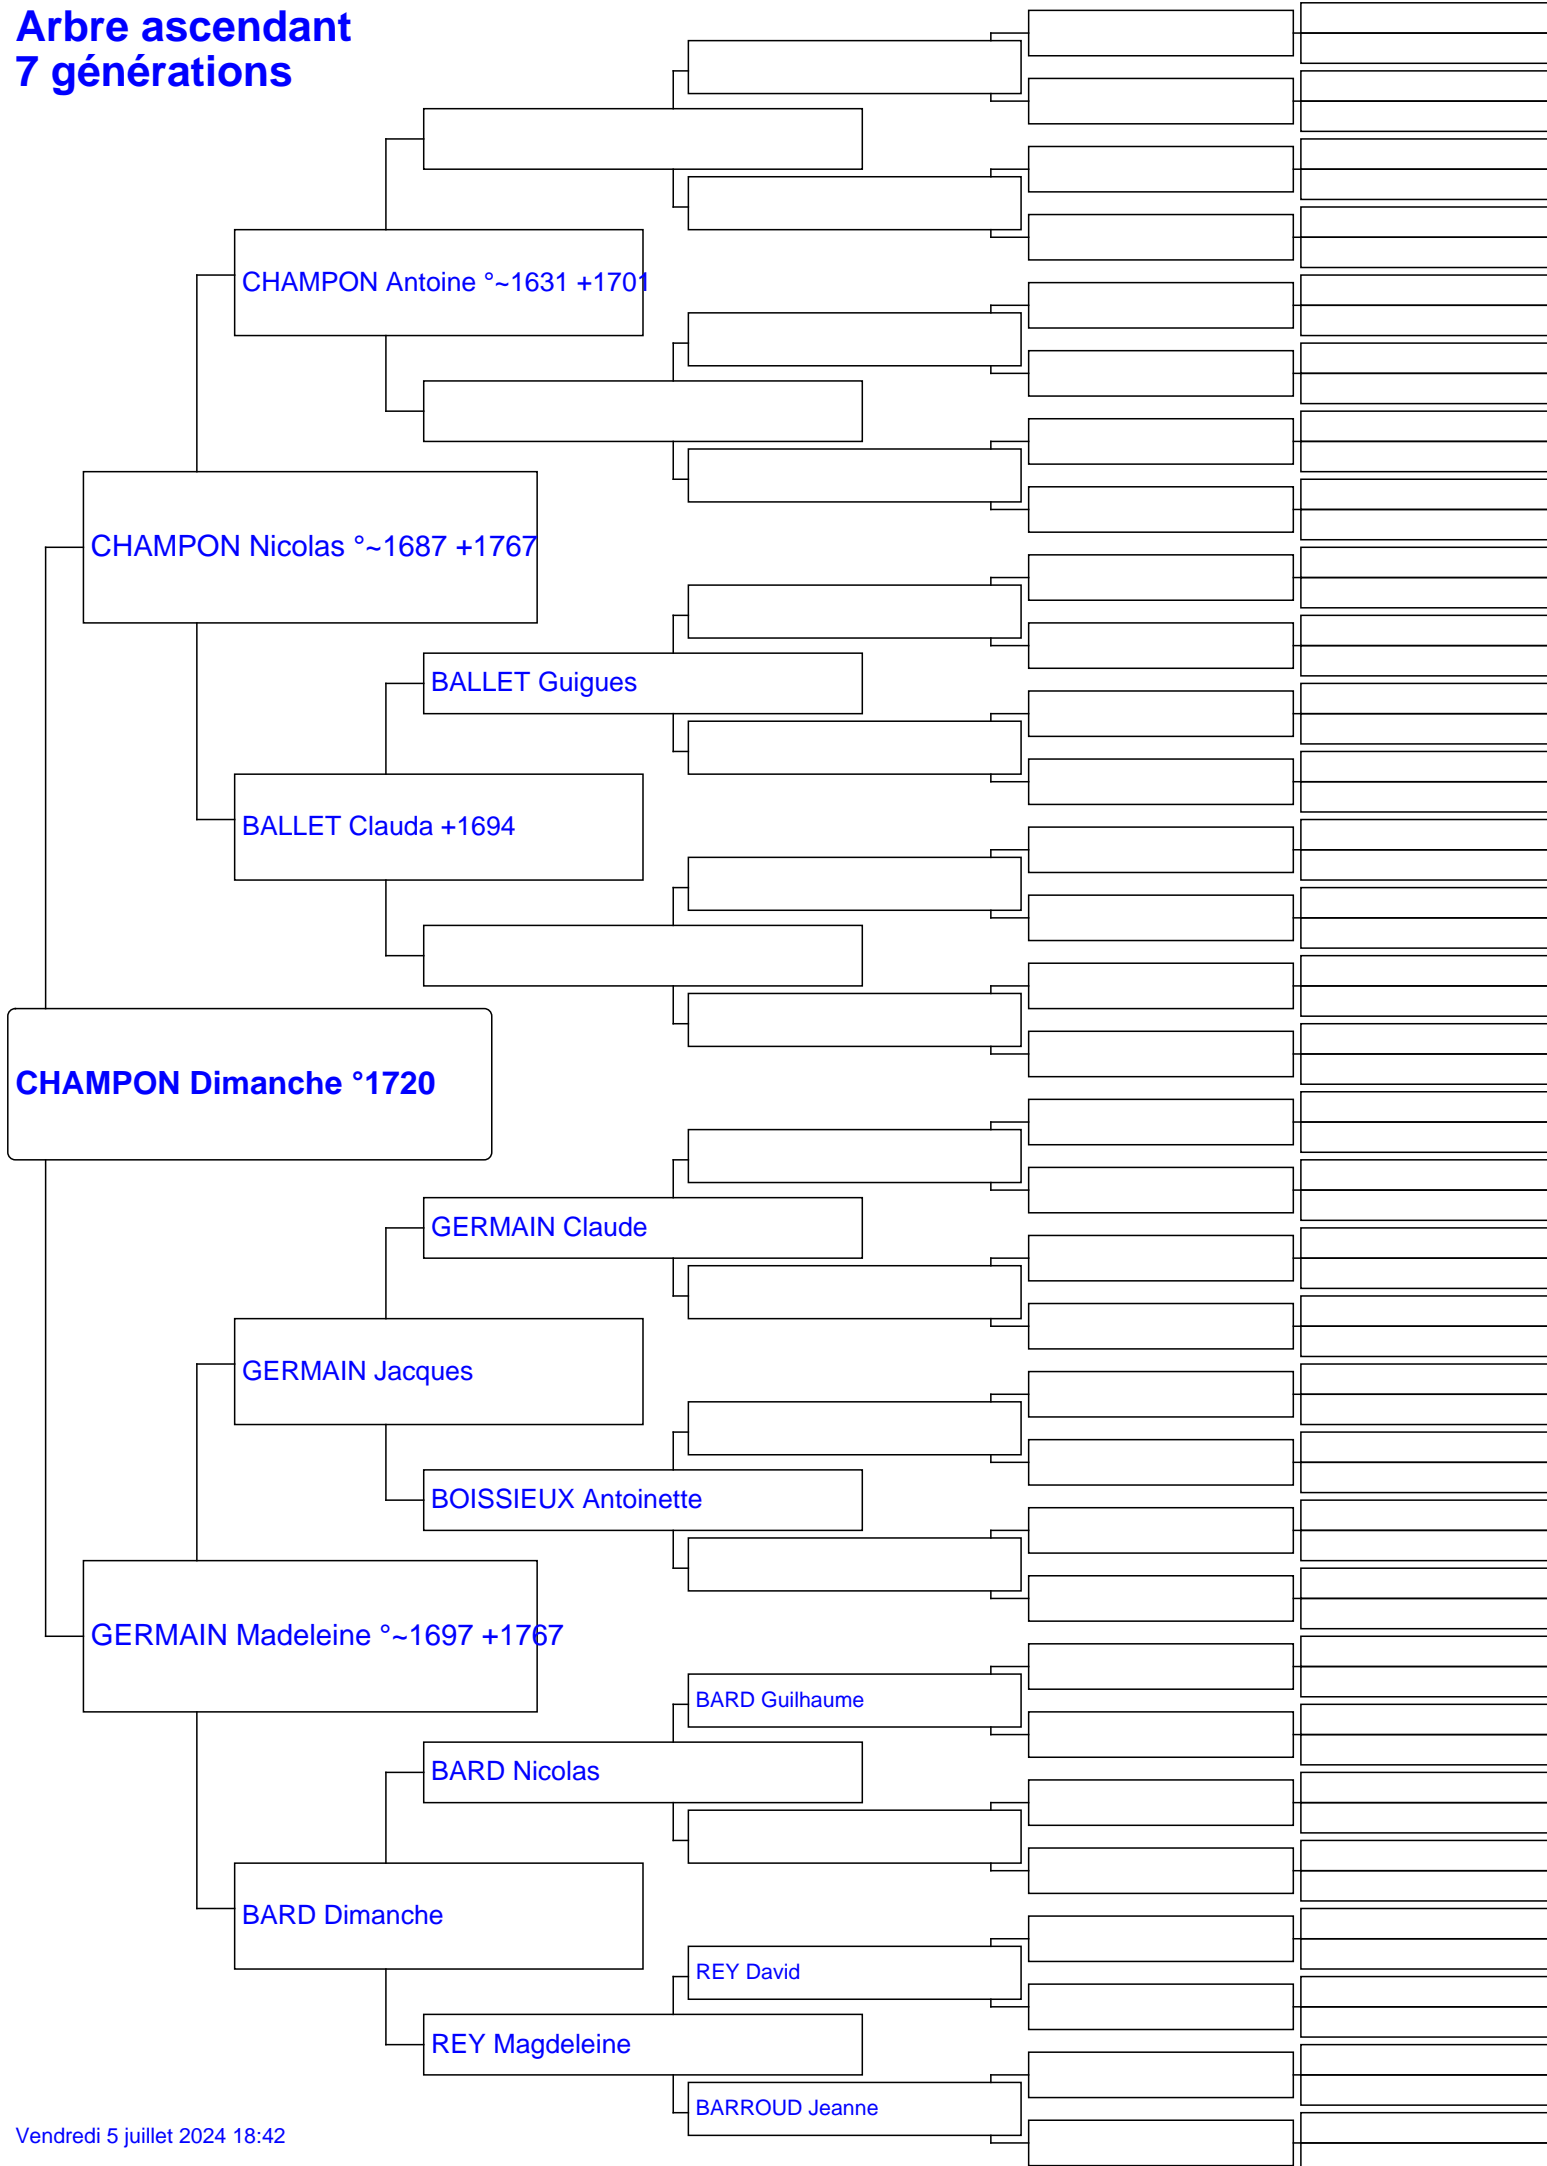 Arbre ascendant
7 générations
CHAMPON Antoine °~1631 +1701
CHAMPON Nicolas °~1687 +1767
BALLET Guigues
BALLET Clauda +1694
CHAMPON Dimanche °1720
GERMAIN Claude
GERMAIN Jacques
BOISSIEUX Antoinette
GERMAIN Madeleine °~1697 +1767
BARD Guilhaume
BARD Nicolas
BARD Dimanche
REY David
REY Magdeleine
BARROUD Jeanne
Vendredi 5 juillet 2024 18:42